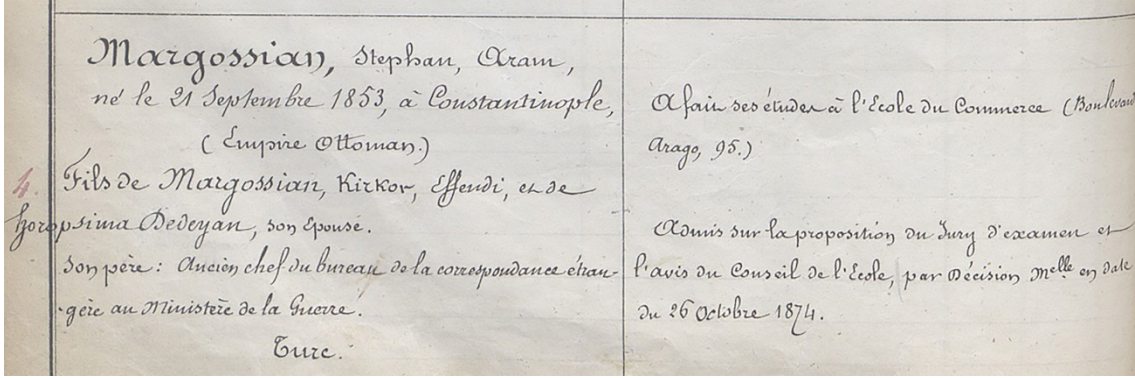 Margossian, Stephan, Aram,
né le 21 Septembre 1853, à Constantinople,
(Empire Ottoman.)
4. Fils de Margossian, Kirkor, Effendi, et de
horopsima Dedeyan, son épouse.
Son père: Ancien chef du bureau de la correspondance étran-
gère au Ministère de la Guerre.
Turc.
A fait ses études à l'Ecole du Commerce (Boulevard
Arago, 95.)
Admis sur la proposition du Jury d'examen et
l'avis du Conseil de l'Ecole, par Décision Melle en date
du 26 Octobre 1874.